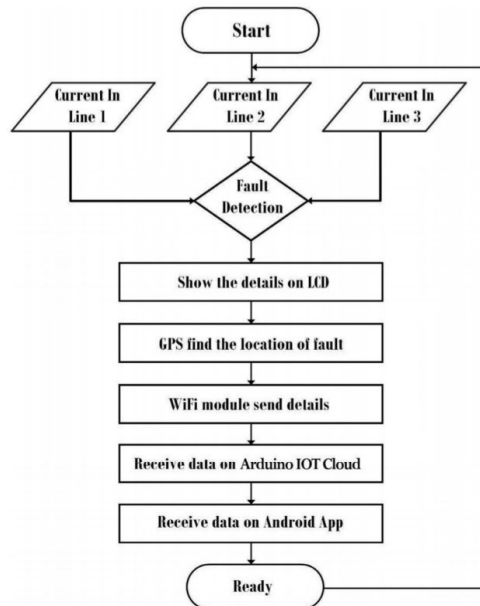 Start
Current In
Line 1
Current In
Line 2
Current In
Line 3
Fault
Detection
Show the details on LCD
GPS find the location of fault
WiFi module send details
Receive data on Arduino IOT Cloud
Receive data on Android App
Ready